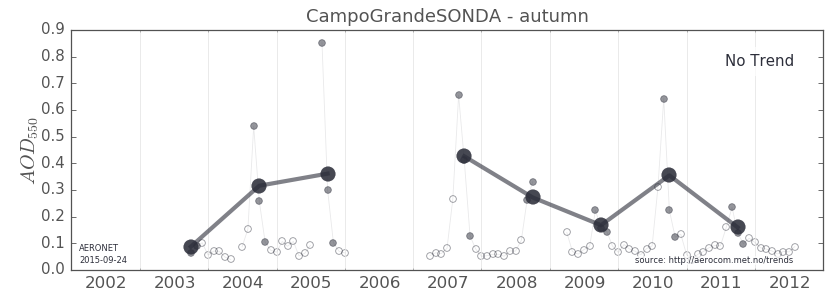 CampoGrandeSONDA - autumn
0.9
0.8
0.7
0.6
0.5
0.4
0.3
0.2
0.1
0.0
AOD550
No Trend
AERONET
2015-09-24
source: http://aerocom.met.no/trends
2002 2003 2004 2005 2006 2007 2008 2009 2010 2011 2012